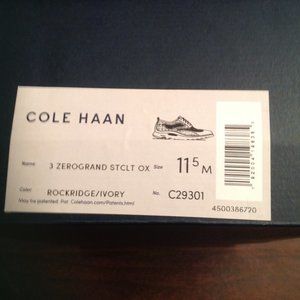 COLE HAAN
Name: 3 ZEROGRAND STCLT OX Size 11 5 M
Color: ROCKRIDGE/IVORY No. C29301
May be patented. Pat. Colehaan.com/Patents.html
4500386720